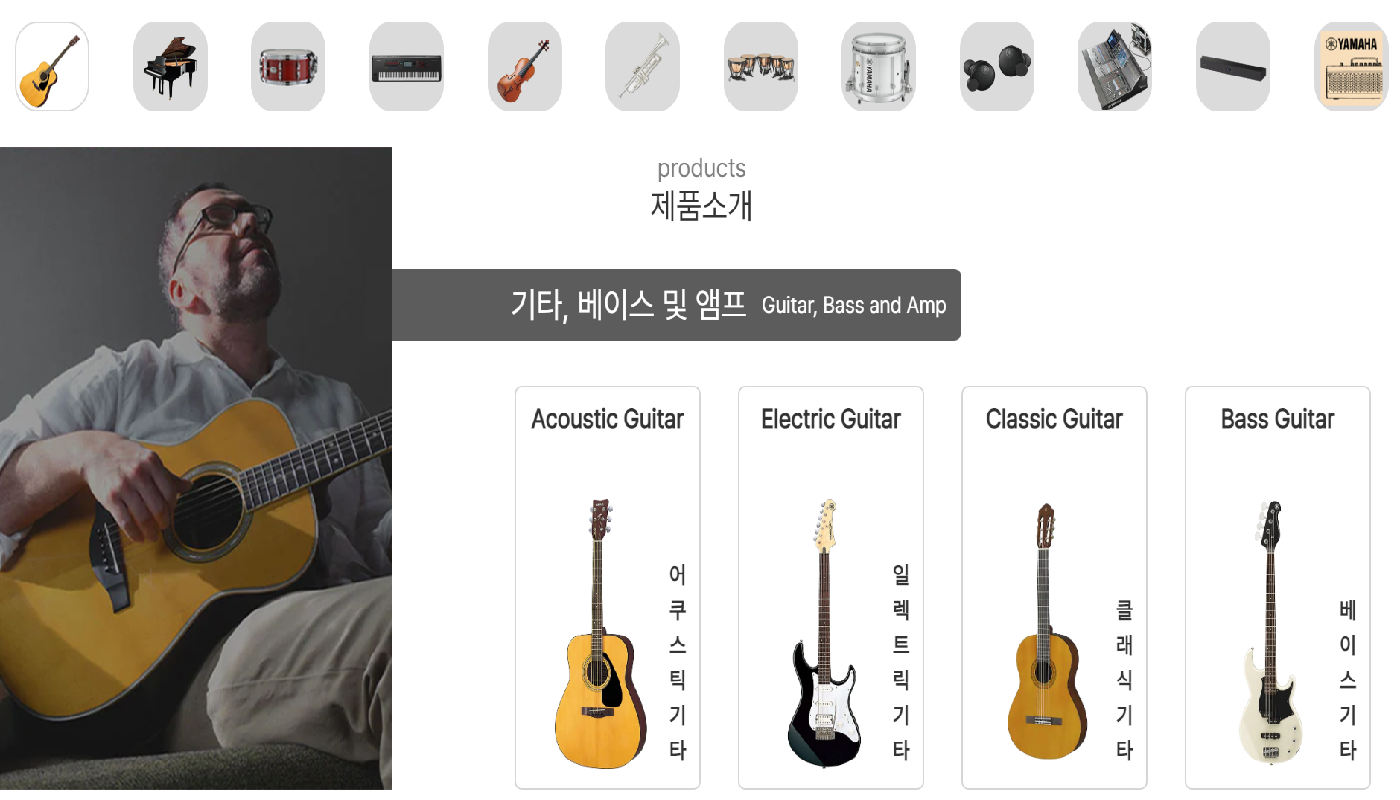 YAMAHA
YAMAHA
products
제품소개
기타, 베이스 및 앰프 Guitar, Bass and Amp
Acoustic Guitar
어쿠스틱기타
Electric Guitar
일렉트릭기타
Classic Guitar
클래식기타
Bass Guitar
베이스기타